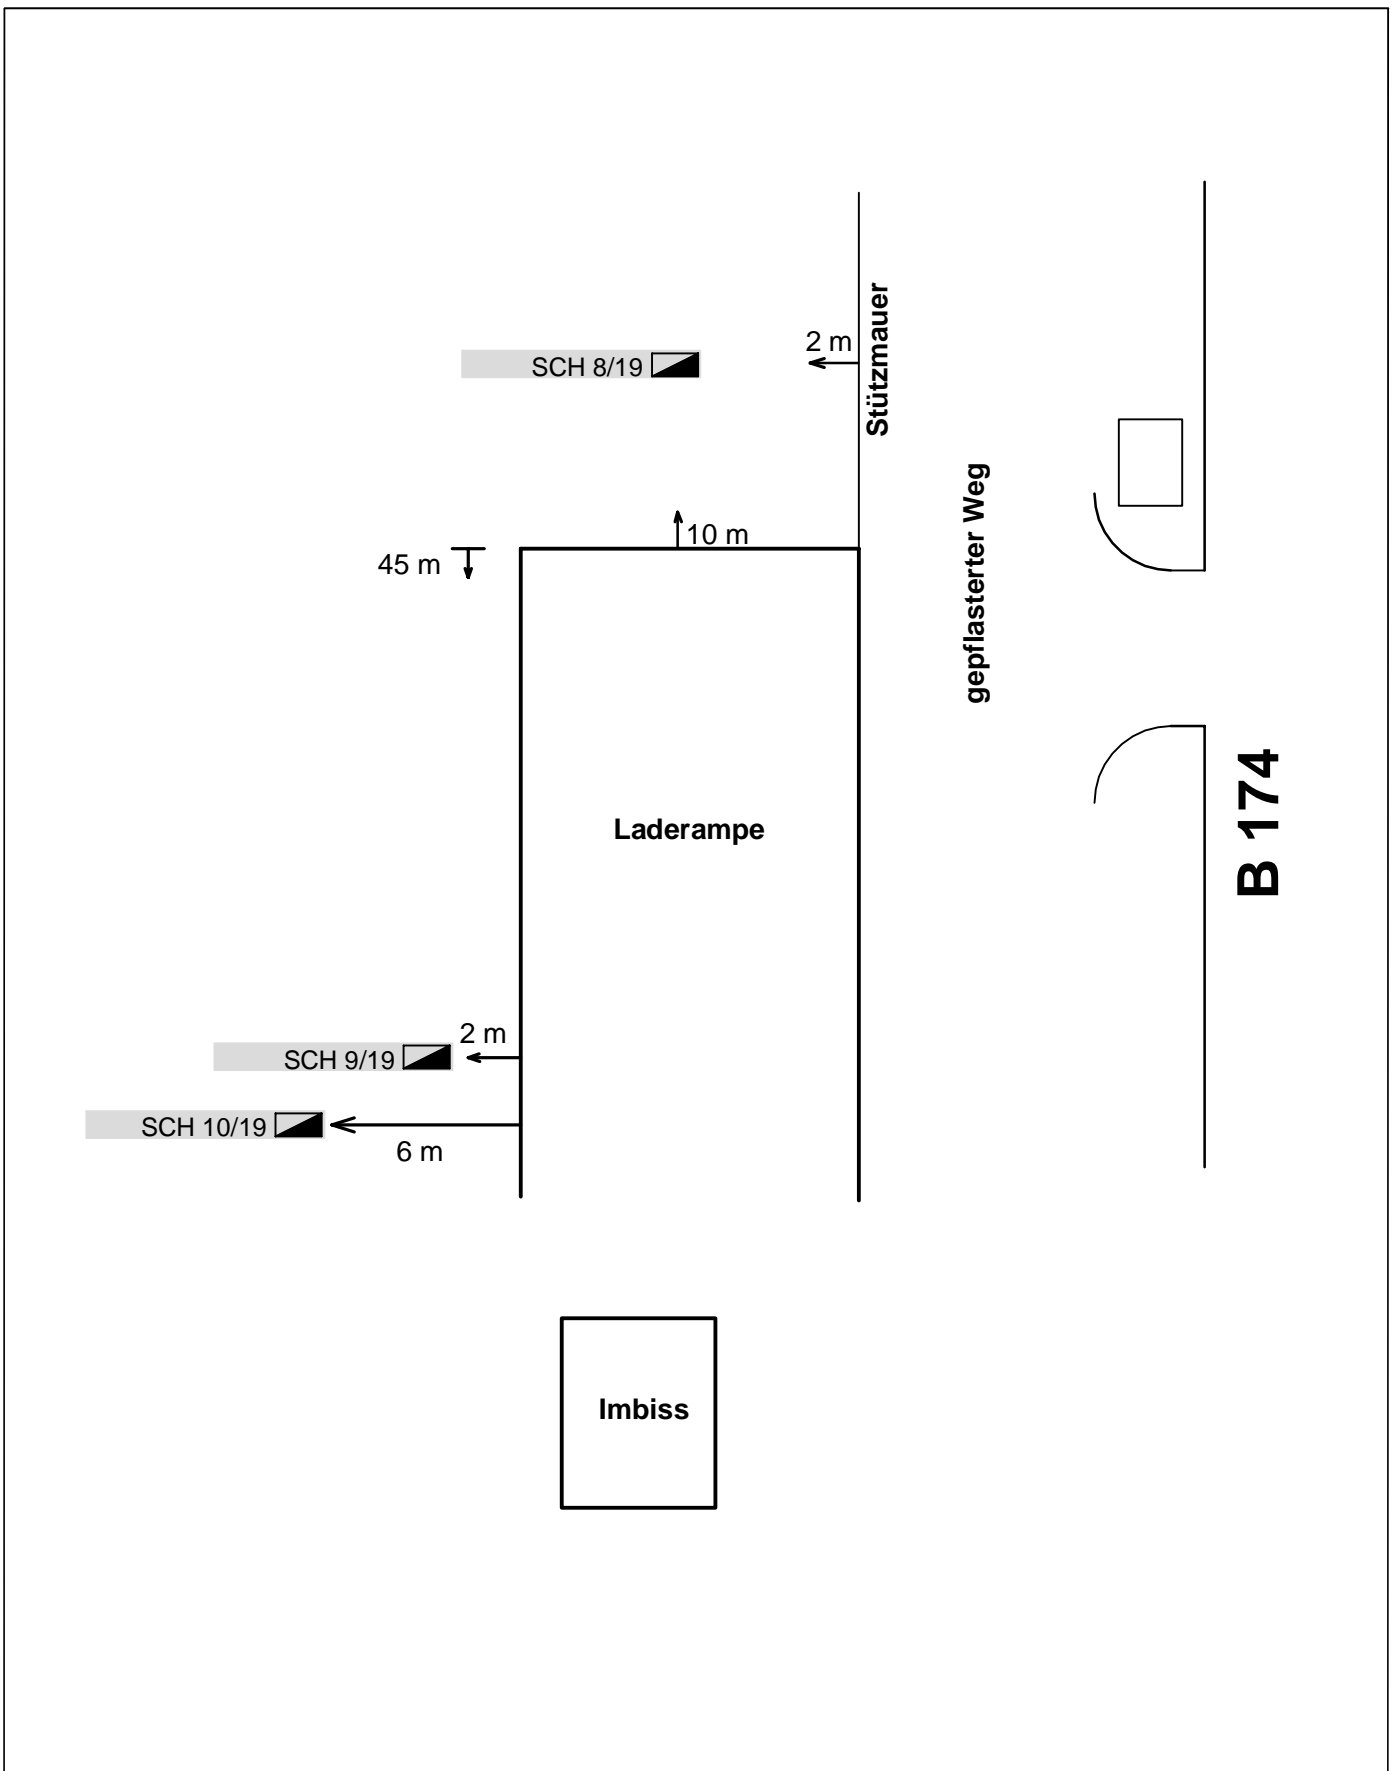 2 m
SCH 8/19
Stützmauer
10 m
45 m
gepflasterter Weg
Laderampe
B 174
2 m
SCH 9/19
SCH 10/19
6 m
Imbiss